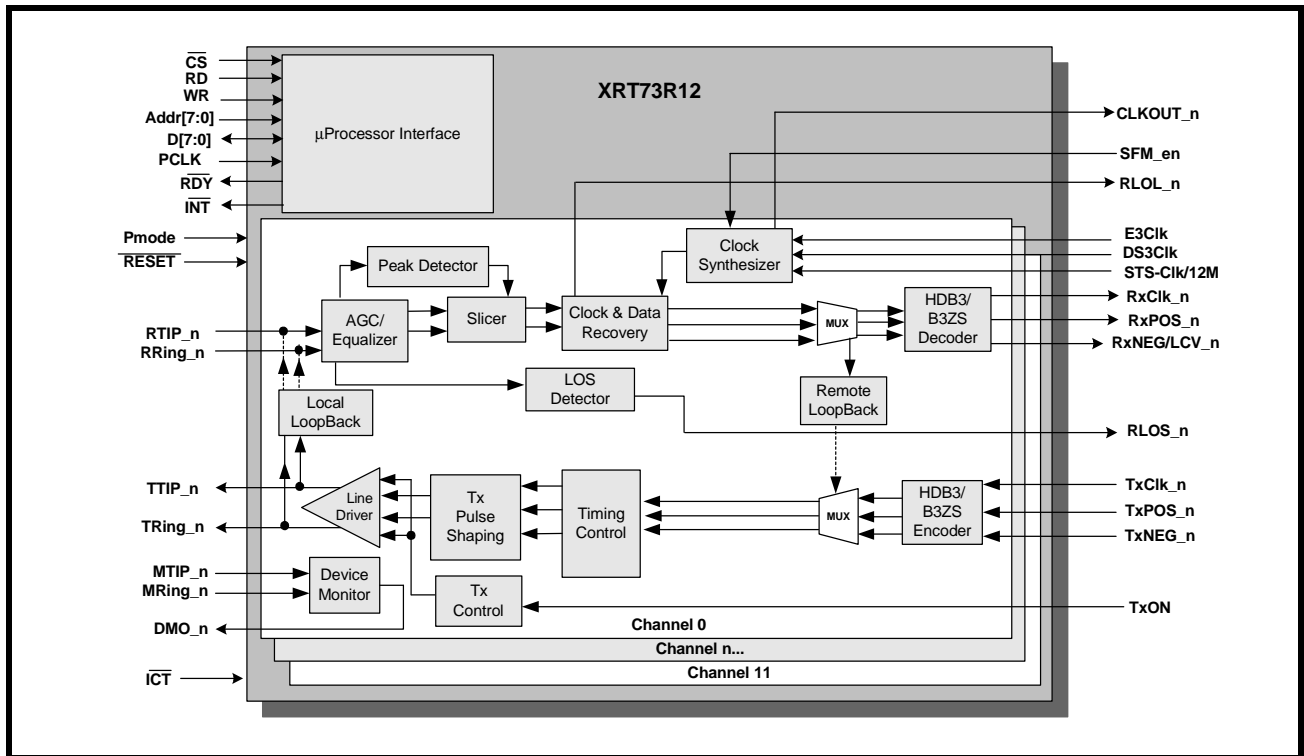 XRT73R12
CS
RD
WR
Addr[7:0]
D[7:0]
PCLK
RDY
INT
Pmode
RESET
µProcessor Interface
CLKOUT_n
SFM_en
RLOL_n
E3Clk
DS3Clk
STS-Clk/12M
Clock
Synthesizer
Peak Detector
RTIP_n
RRing_n
AGC/
Equalizer
Slicer
Clock & Data
Recovery
MUX
HDB3/
B3ZS
Decoder
RxClk_n
RxPOS_n
RxNEG/LCV_n
LOS
Detector
Remote
LoopBack
Local
LoopBack
RLOS_n
TTIP_n
TRing_n
Line
Driver
Tx
Pulse
Shaping
Timing
Control
MUX
HDB3/
B3ZS
Encoder
TxClk_n
TxPOS_n
TxNEG_n
MTIP_n
MRing_n
Device
Monitor
DMO_n
Tx
Control
TxON
Channel 0
Channel n...
Channel 11
ICT